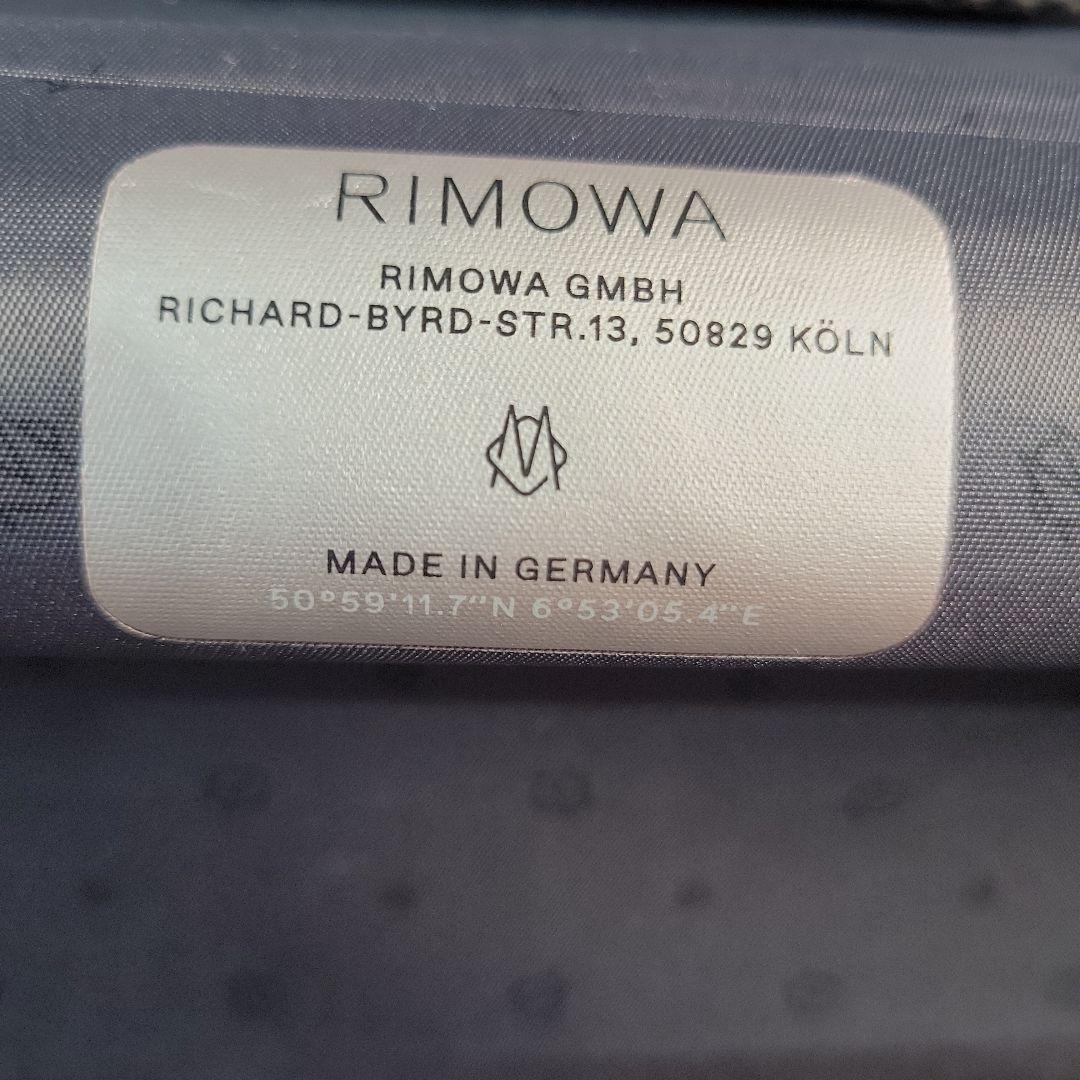 RIMOWA
RIMOWA GMBH
RICHARD-BYRD-STR.13, 50829 KÖLN
MADE IN GERMANY
50°59'11.7"N 6°53'05.4"E